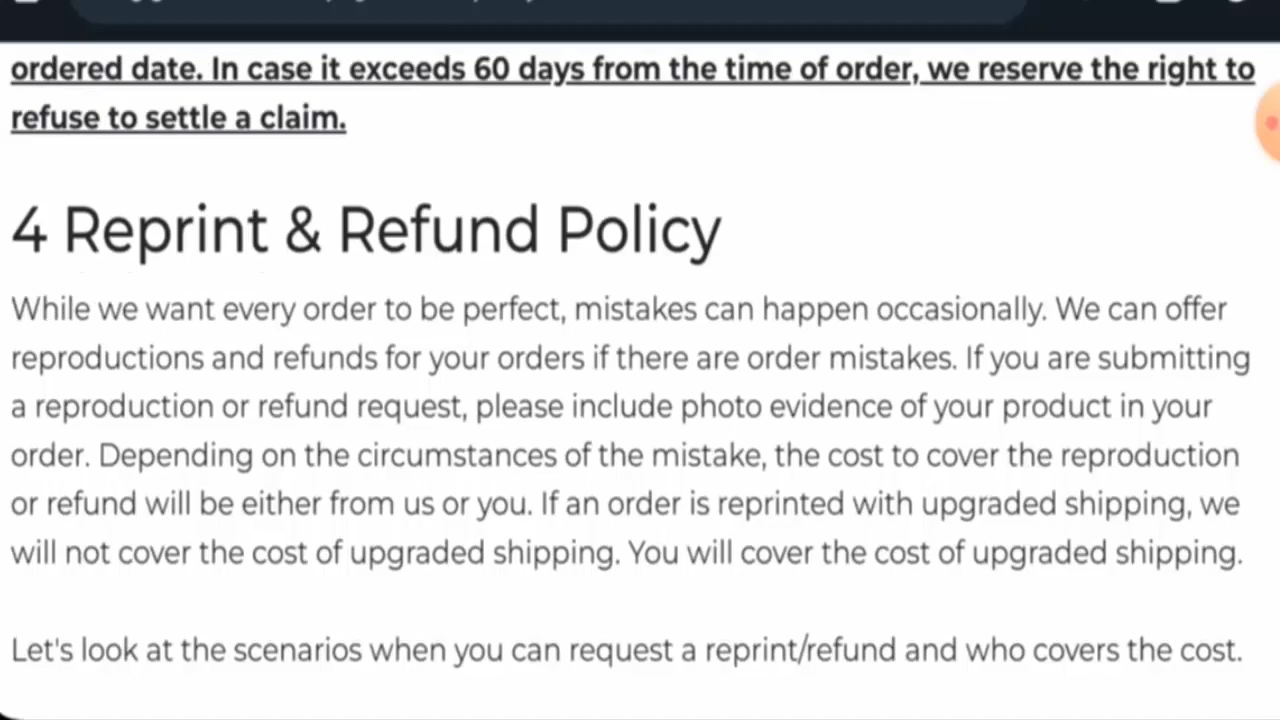 ordered date. In case it exceeds 60 days from the time of order, we reserve the right to
refuse to settle a claim.
4 Reprint & Refund Policy
While we want every order to be perfect, mistakes can happen occasionally. We can offer
reproductions and refunds for your orders if there are order mistakes. If you are submitting
a reproduction or refund request, please include photo evidence of your product in your
order. Depending on the circumstances of the mistake, the cost to cover the reproduction
or refund will be either from us or you. If an order is reprinted with upgraded shipping, we
will not cover the cost of upgraded shipping. You will cover the cost of upgraded shipping.
Let's look at the scenarios when you can request a reprint/refund and who covers the cost.